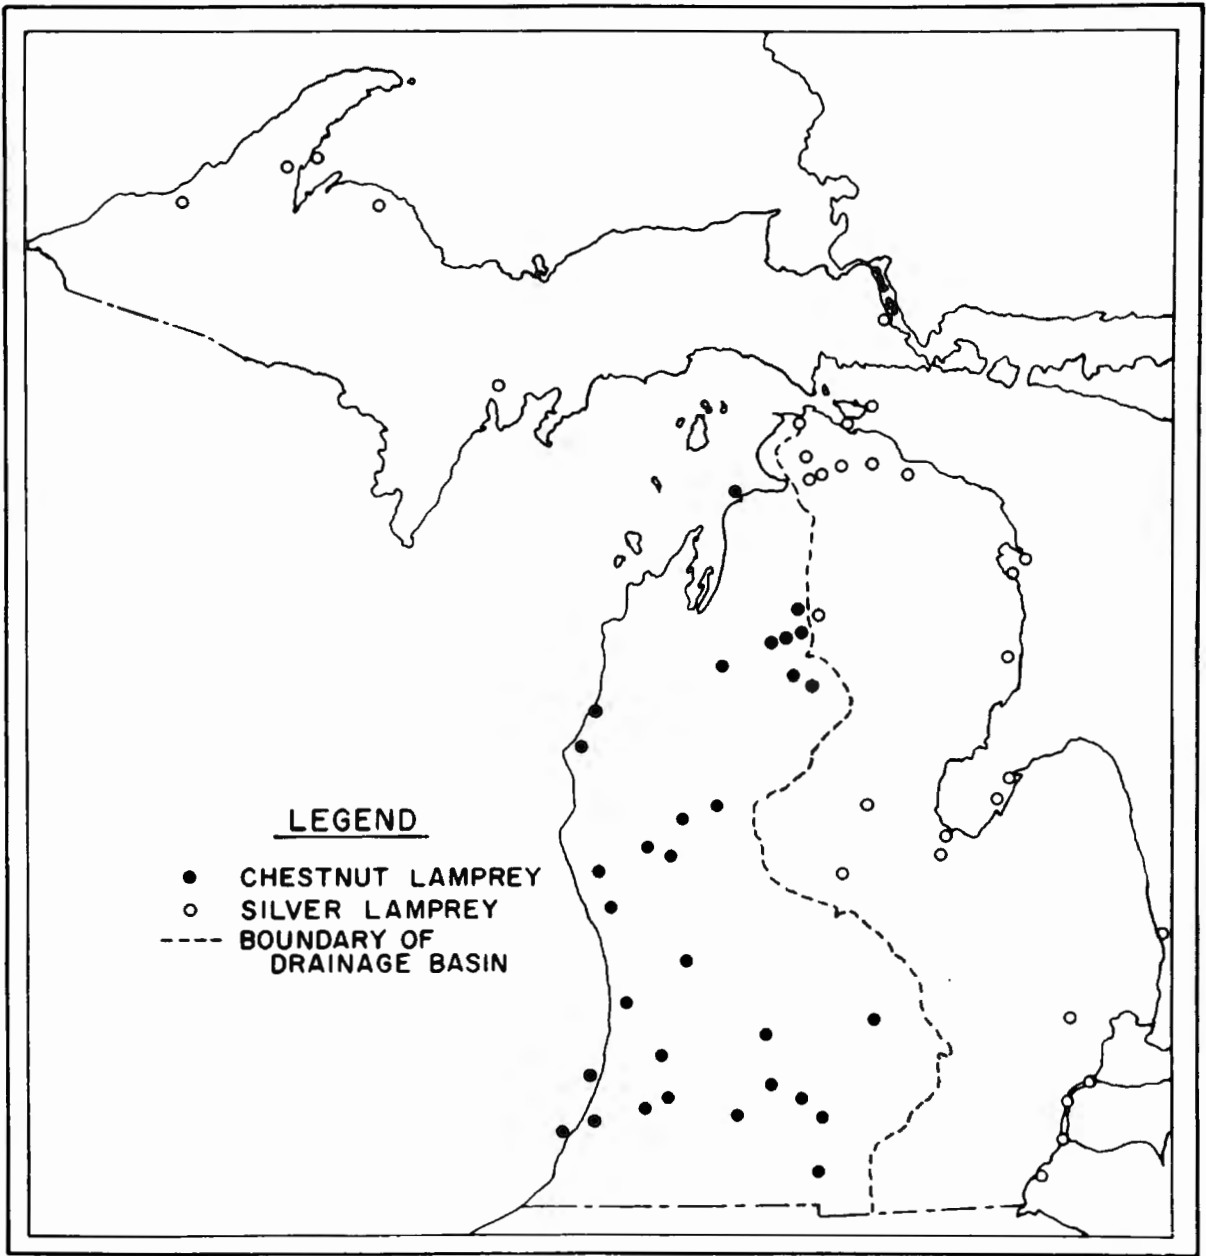 LEGEND
CHESTNUT LAMPREY
SILVER LAMPREY
BOUNDARY OF
DRAINAGE BASIN